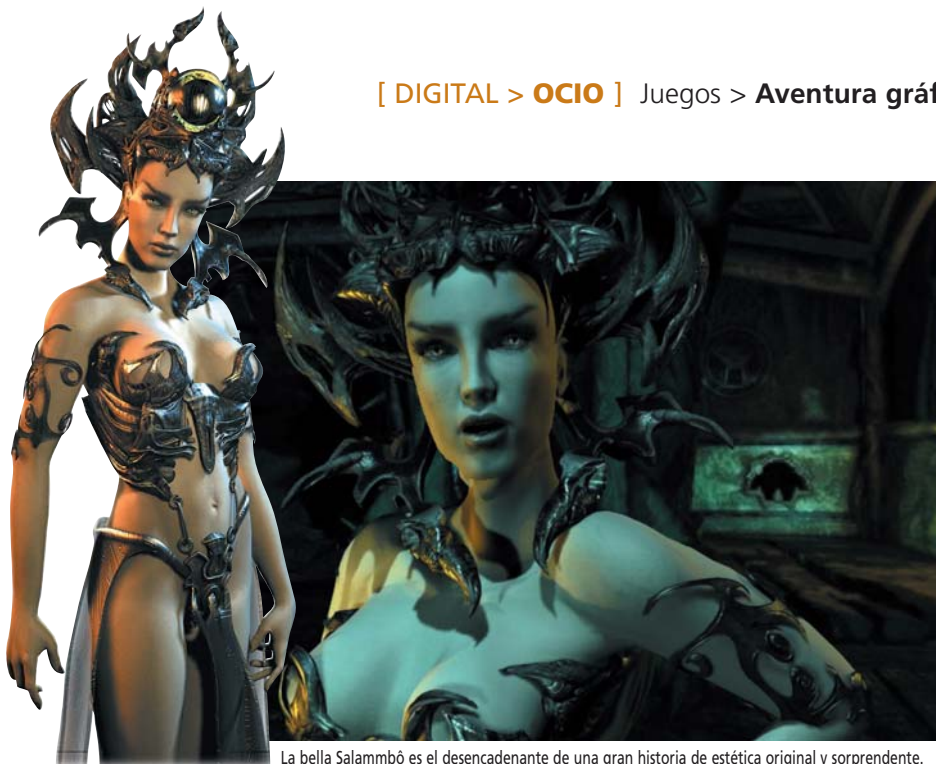 [ DIGITAL > OCIO ] Juegos > Aventura gráf
La bella Salammbô es el desencadenante de una gran historia de estética original y sorprendente.